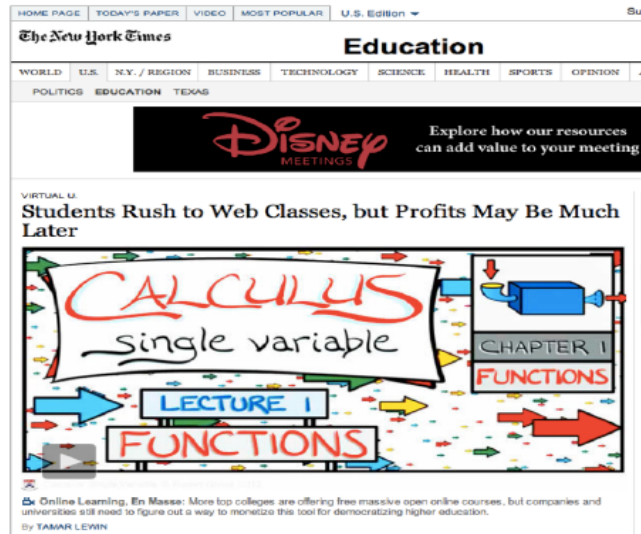 HOME PAGE TODAY'S PAPER VIDEO MOST POPULAR U.S. Edition
The New York Times
Education
WORLD U.S. N.Y. / REGION BUSINESS TECHNOLOGY SCIENCE HEALTH SPORTS OPINION
POLITICS EDUCATION TEXAS
DISNEY
MEETINGS
Explore how our resources
can add value to your meeting
VIRTUAL U.
Students Rush to Web Classes, but Profits May Be Much
Later
CALCULUS
single variable
CHAPTER 1
FUNCTIONS
LECTURE 1
FUNCTIONS
Online Learning, En Masse: More top colleges are offering free massive open online courses, but companies and
universities still need to figure out a way to monetize this tool for democratizing higher education.
By TAMAR LEWIN